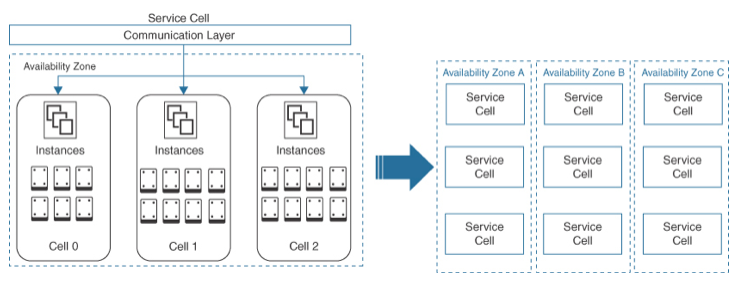 Service Cell
Communication Layer
Availability Zone
Instances
Cell 0
Instances
Cell 1
Instances
Cell 2
Availability Zone A
Service
Cell
Service
Cell
Service
Cell
Availability Zone B
Service
Cell
Service
Cell
Service
Cell
Availability Zone C
Service
Cell
Service
Cell
Service
Cell